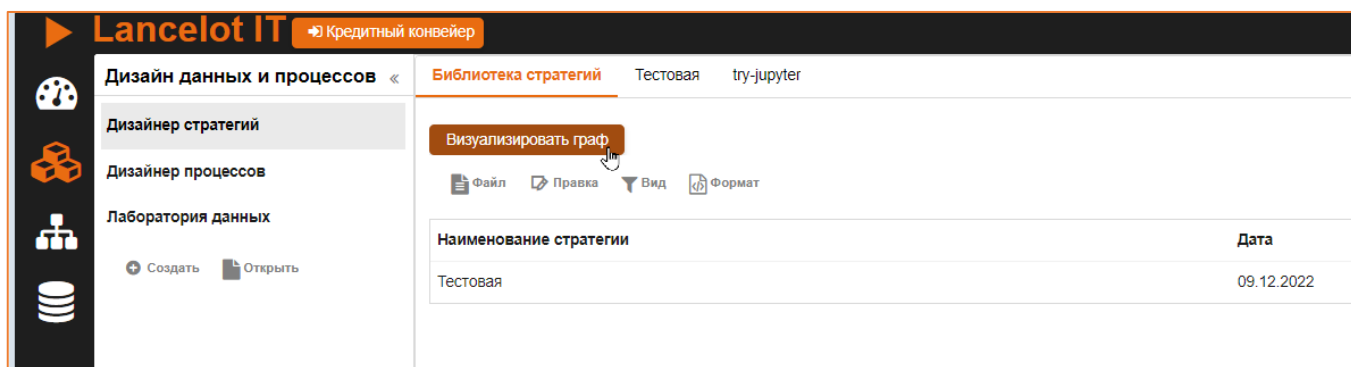 Lancelot IT Кредитный конвейер
Дизайн данных и процессов «
Дизайнер стратегий
Дизайнер процессов
Лаборатория данных
Создать Открыть
Библиотека стратегий Тестовая try-jupyter
Визуализировать граф
Файл Правка Вид Формат
Наименование стратегии Дата
Тестовая 09.12.2022